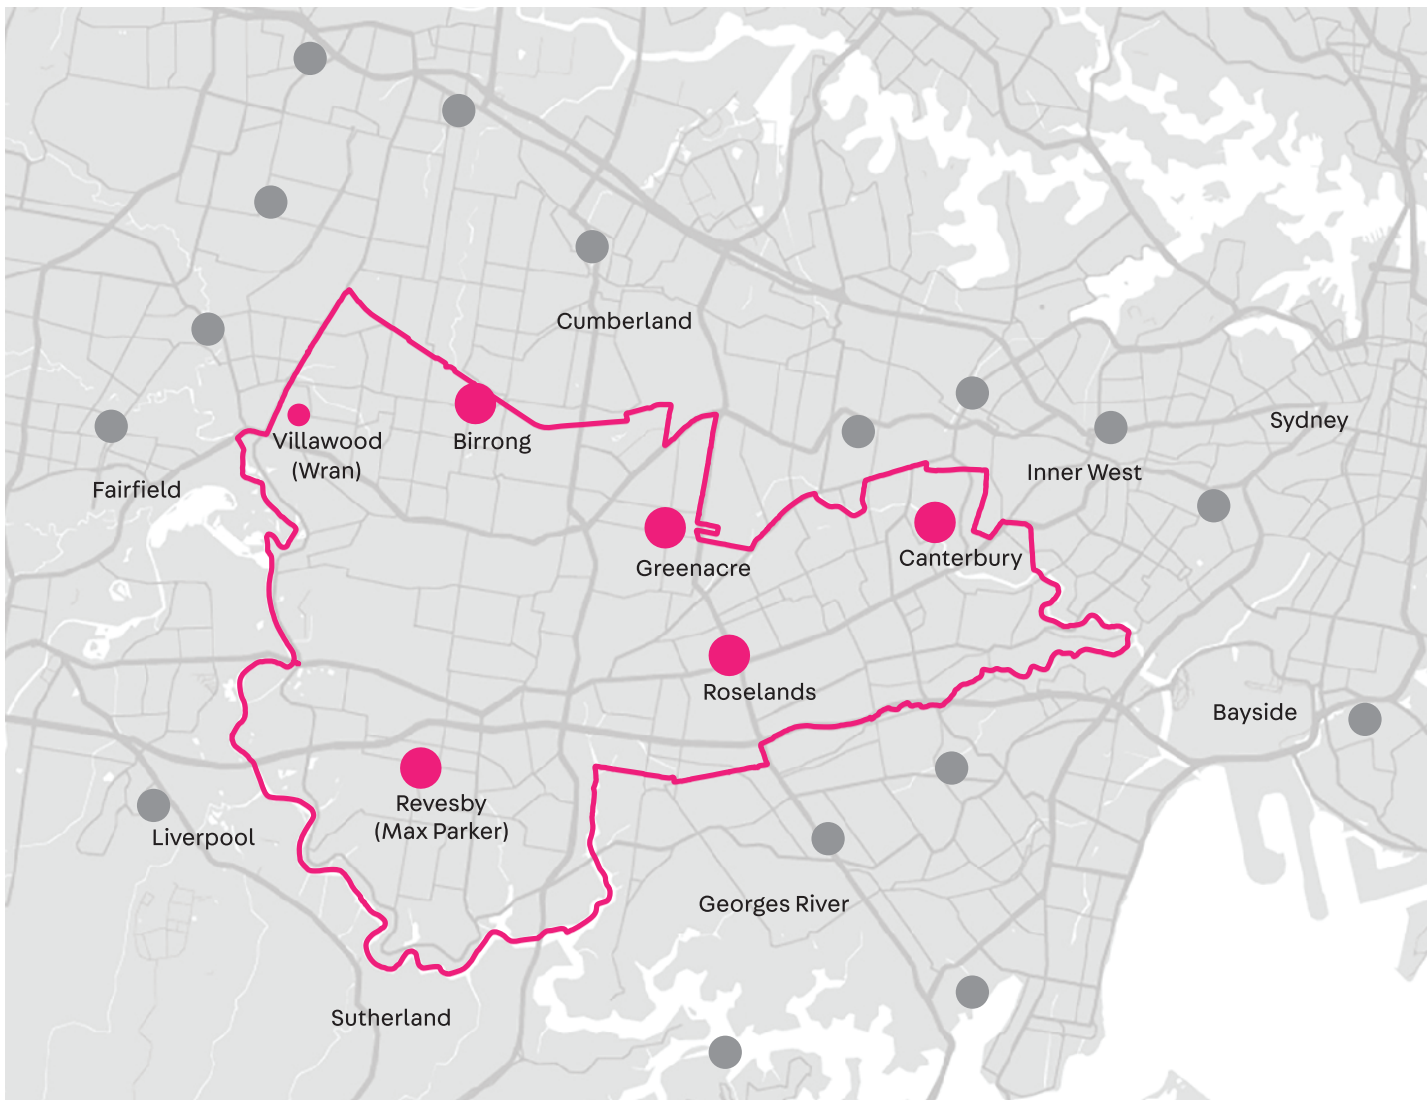 Cumberland
Sydney
Villawood
(Wran)
Birrong
Inner West
Fairfield
Greenacre
Canterbury
Roselands
Bayside
Revesby
(Max Parker)
Liverpool
Georges River
Sutherland